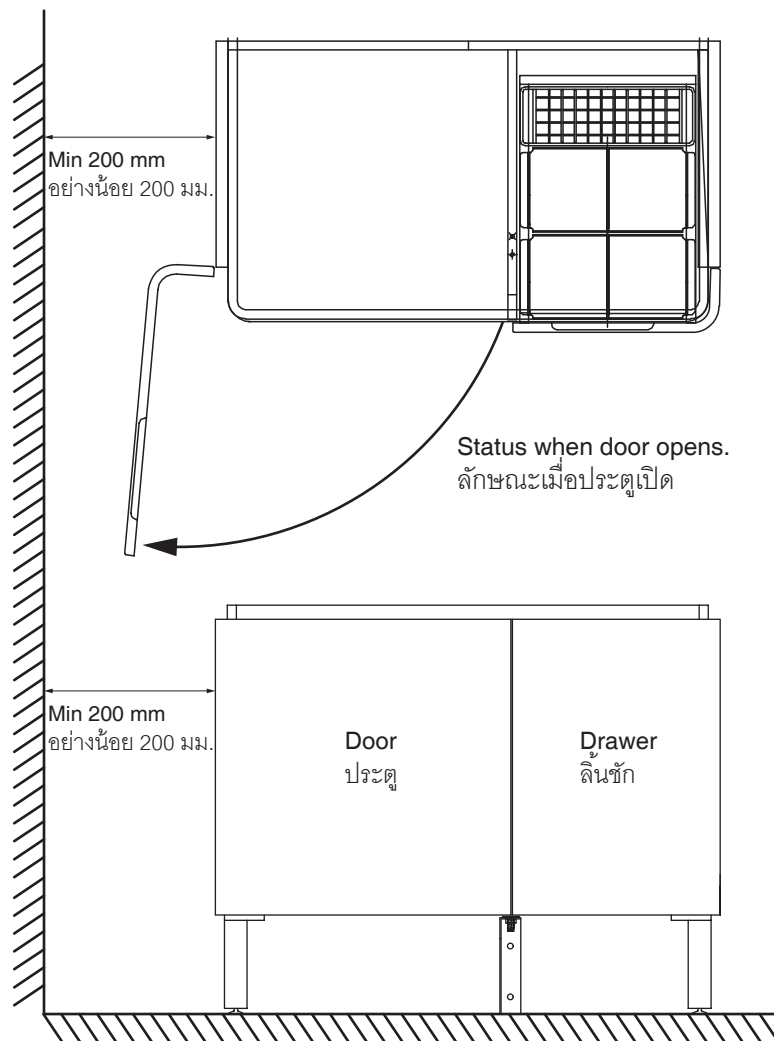 Min 200 mm
อย่างน้อย 200 มม.
Status when door opens.
ลักษณะเมื่อประตูเปิด
Min 200 mm
อย่างน้อย 200 มม.
Door
ประตู
Drawer
ลิ้นชัก